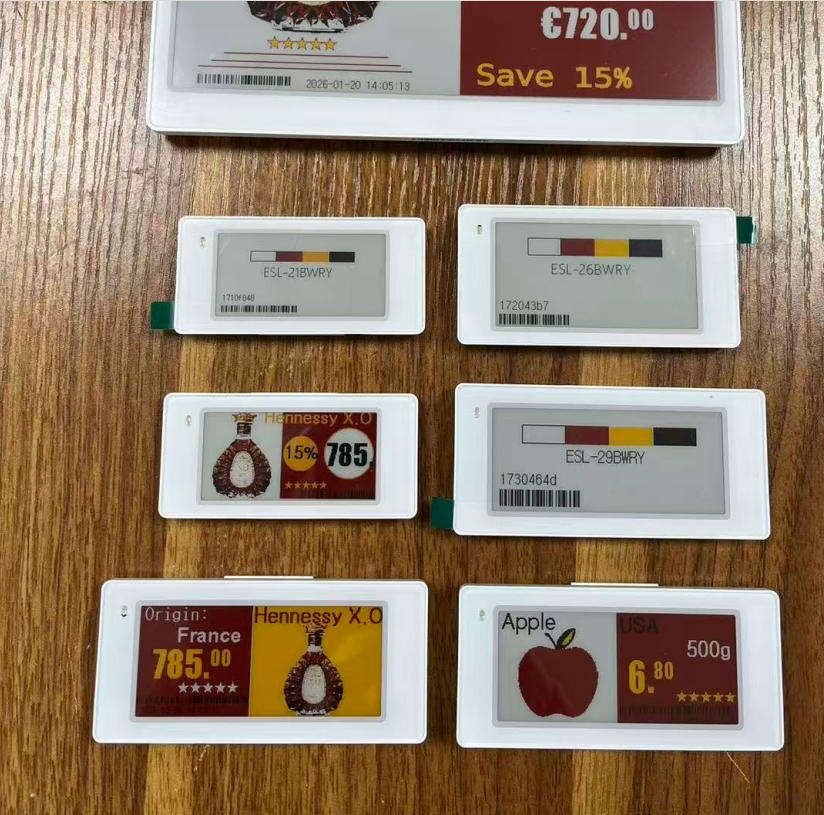 €720.00
Save 15%
2026-01-20 14:05:13
ESL-21BWRY
1710f848
ESL-26BWRY
172043b7
Hennessy X.O
15%
785.
ESL-29BWRY
1730464d
Origin:
France
785.00
Hennessy X.O
Apple
USA
500g
6.80